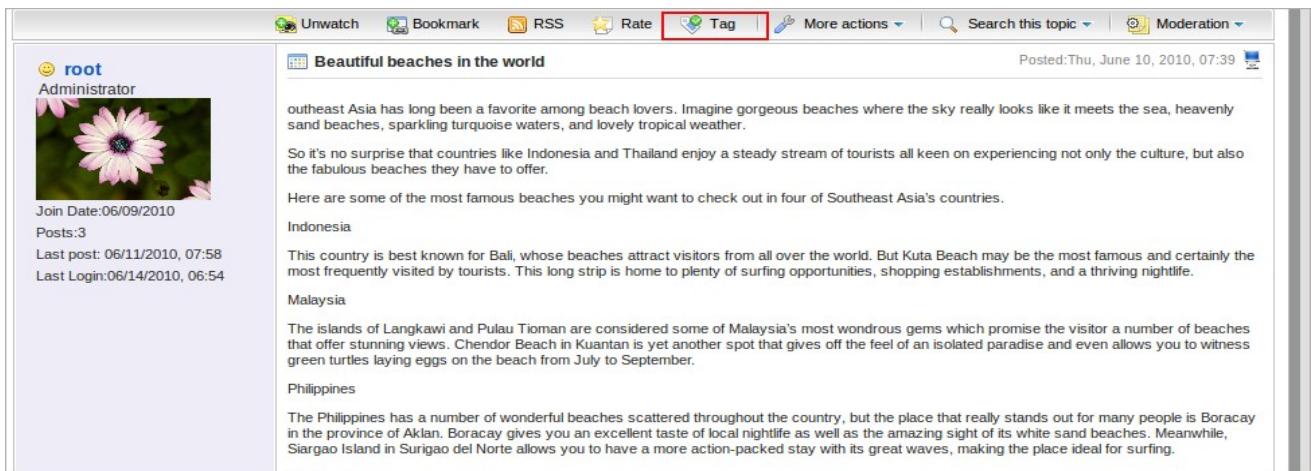 Unwatch Bookmark RSS Rate Tag More actions Search this topic Moderation
root
Administrator
Join Date:06/09/2010
Posts:3
Last post: 06/11/2010, 07:58
Last Login:06/14/2010, 06:54
Beautiful beaches in the world Posted:Thu, June 10, 2010, 07:39
outheast Asia has long been a favorite among beach lovers. Imagine gorgeous beaches where the sky really looks like it meets the sea, heavenly
sand beaches, sparkling turquoise waters, and lovely tropical weather.
So it's no surprise that countries like Indonesia and Thailand enjoy a steady stream of tourists all keen on experiencing not only the culture, but also
the fabulous beaches they have to offer.
Here are some of the most famous beaches you might want to check out in four of Southeast Asia's countries.
Indonesia
This country is best known for Bali, whose beaches attract visitors from all over the world. But Kuta Beach may be the most famous and certainly the
most frequently visited by tourists. This long strip is home to plenty of surfing opportunities, shopping establishments, and a thriving nightlife.
Malaysia
The islands of Langkawi and Pulau Tioman are considered some of Malaysia's most wondrous gems which promise the visitor a number of beaches
that offer stunning views. Chendor Beach in Kuantan is yet another spot that gives off the feel of an isolated paradise and even allows you to witness
green turtles laying eggs on the beach from July to September.
Philippines
The Philippines has a number of wonderful beaches scattered throughout the country, but the place that really stands out for many people is Boracay
in the province of Aklan. Boracay gives you an excellent taste of local nightlife as well as the amazing sight of its white sand beaches. Meanwhile,
Siargao Island in Surigao del Norte allows you to have a more action-packed stay with its great waves, making the place ideal for surfing.